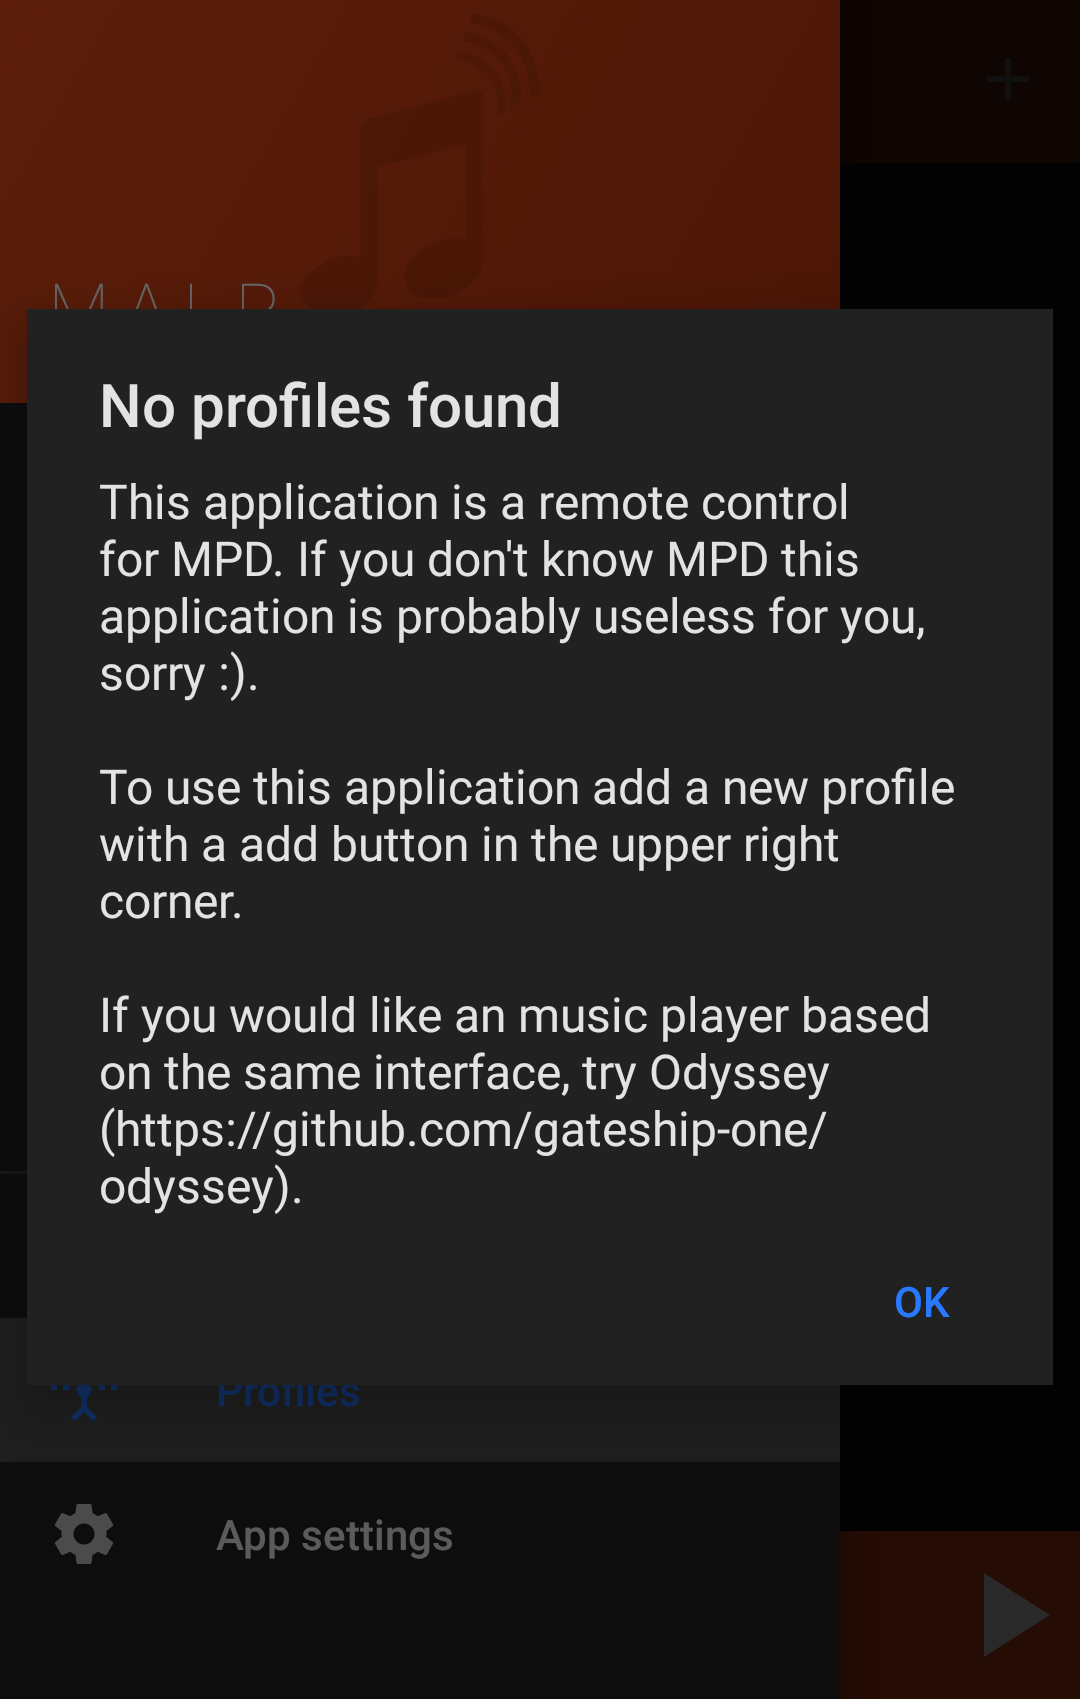 M A L P
No profiles found
This application is a remote control
for MPD. If you don't know MPD this
application is probably useless for you,
sorry :).
To use this application add a new profile
with a add button in the upper right
corner.
If you would like an music player based
on the same interface, try Odyssey
(https://github.com/gateship-one/
odyssey).
OK
Profiles
App settings